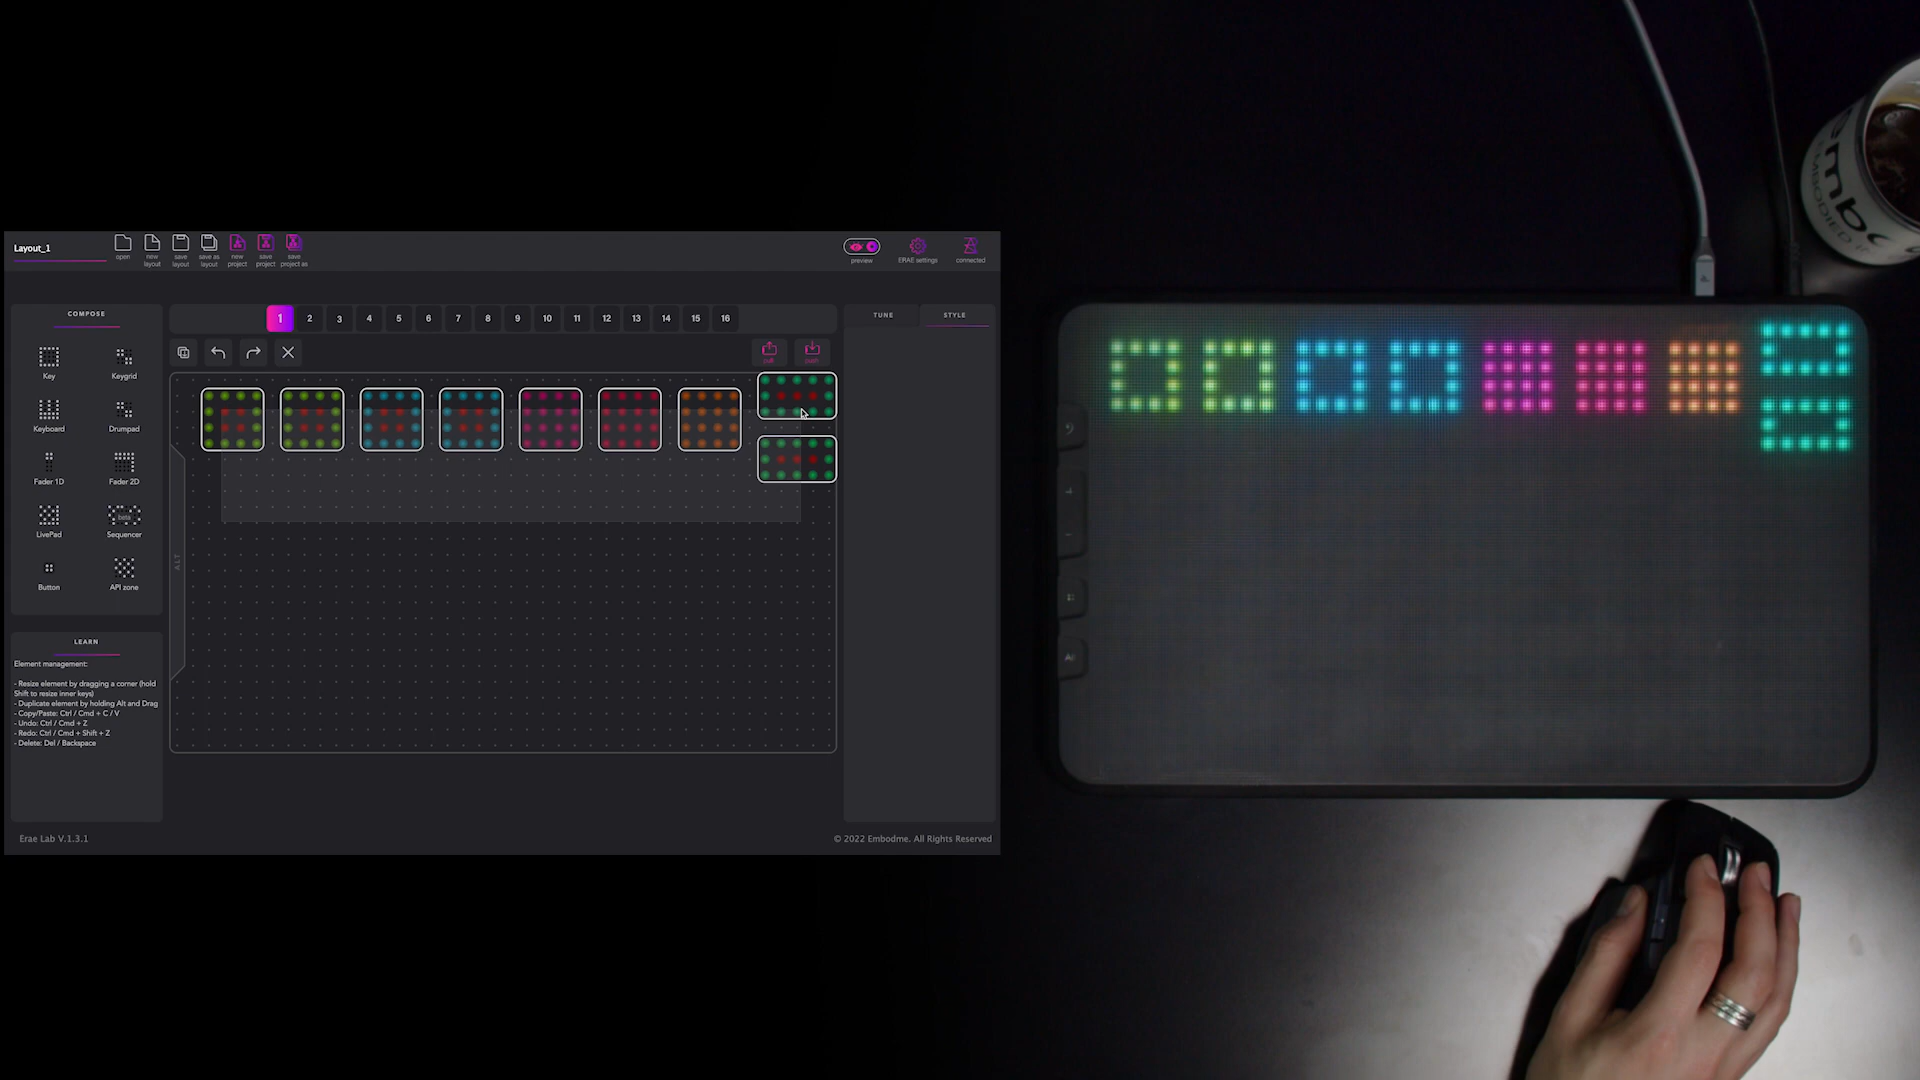 Layout_1
open
new layout
save layout
save as layout
new project
save project
save project as
preview
ERAE settings
connected
COMPOSE
1 2 3 4 5 6 7 8 9 10 11 12 13 14 15 16
TUNE
STYLE
Key
Keygrid
Keyboard
Drumpad
Fader 1D
Fader 2D
LivePad
beta
Sequencer
Button
API zone
ALT
pull
push
LEARN
Element management:
- Resize element by dragging a corner (hold
Shift to resize inner keys)
- Duplicate element by holding Alt and Drag
- Copy/Paste: Ctrl / Cmd + C / V
- Undo: Ctrl / Cmd + Z
- Redo: Ctrl / Cmd + Shift + Z
- Delete: Del / Backspace
Erae Lab V.1.3.1
© 2022 Embodme. All Rights Reserved